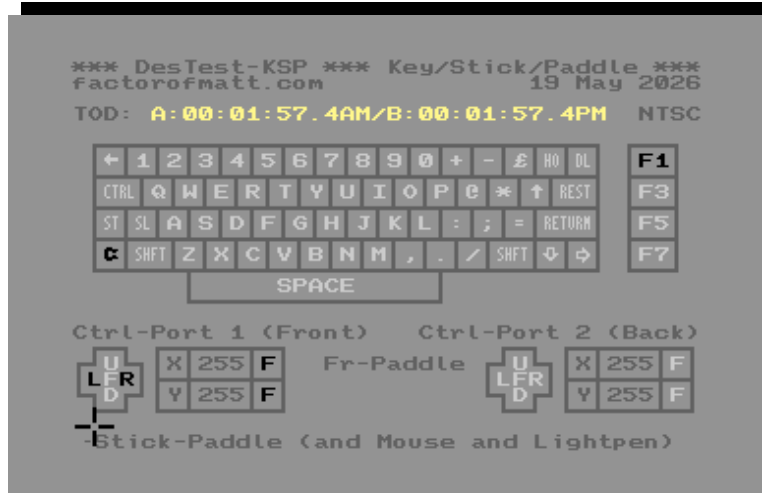 *** DesTest-KSP *** Key/Stick/Paddle ***
factorofmatt.com 19 May 2026
TOD: A:00:01:57.4AM/B:00:01:57.4PM NTSC
← 1 2 3 4 5 6 7 8 9 0 + - £ HO DL F1
CTRL Q W E R T Y U I O P @ * ↑ REST F3
ST SL A S D F G H J K L : ; = RETURN F5
C SHFT Z X C V B N M , . / SHFT ⇩ ⇨ F7
SPACE
Ctrl-Port 1 (Front) Ctrl-Port 2 (Back)
U X 255 F Fr-Paddle U X 255 F
LFR LFR
D Y 255 F D Y 255 F
-Stick-Paddle (and Mouse and Lightpen)